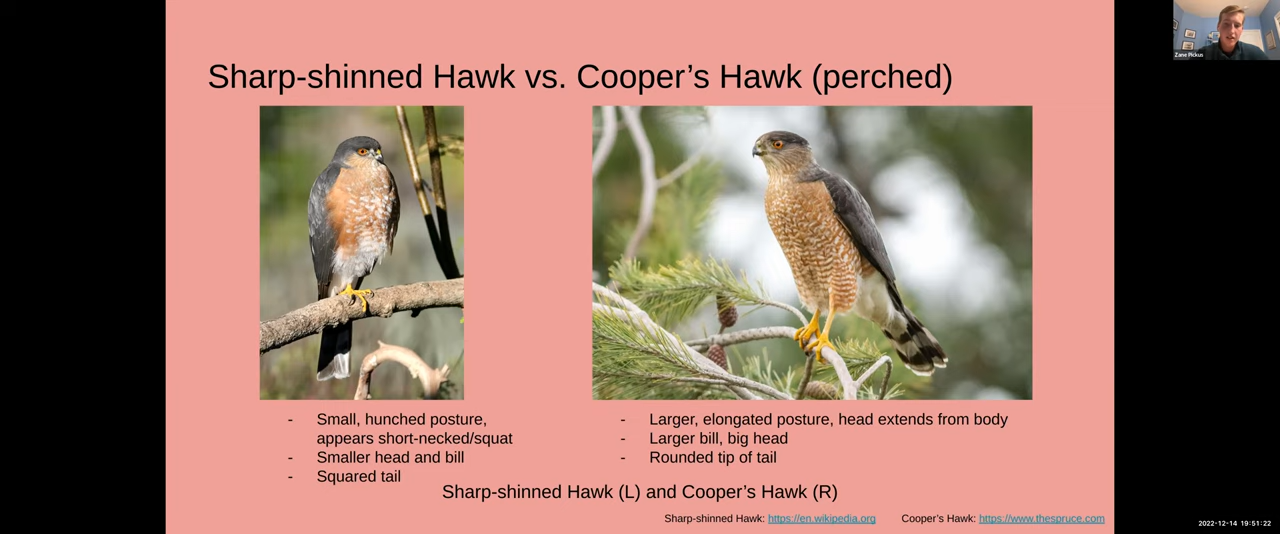 Sharp-shinned Hawk vs. Cooper’s Hawk (perched)
Zane Pickus
- Small, hunched posture,
appears short-necked/squat
- Smaller head and bill
- Squared tail
- Larger, elongated posture, head extends from body
- Larger bill, big head
- Rounded tip of tail
Sharp-shinned Hawk (L) and Cooper’s Hawk (R)
Sharp-shinned Hawk: https://en.wikipedia.org
Cooper’s Hawk: https://www.thespruce.com
2022-12-14 19:51:22